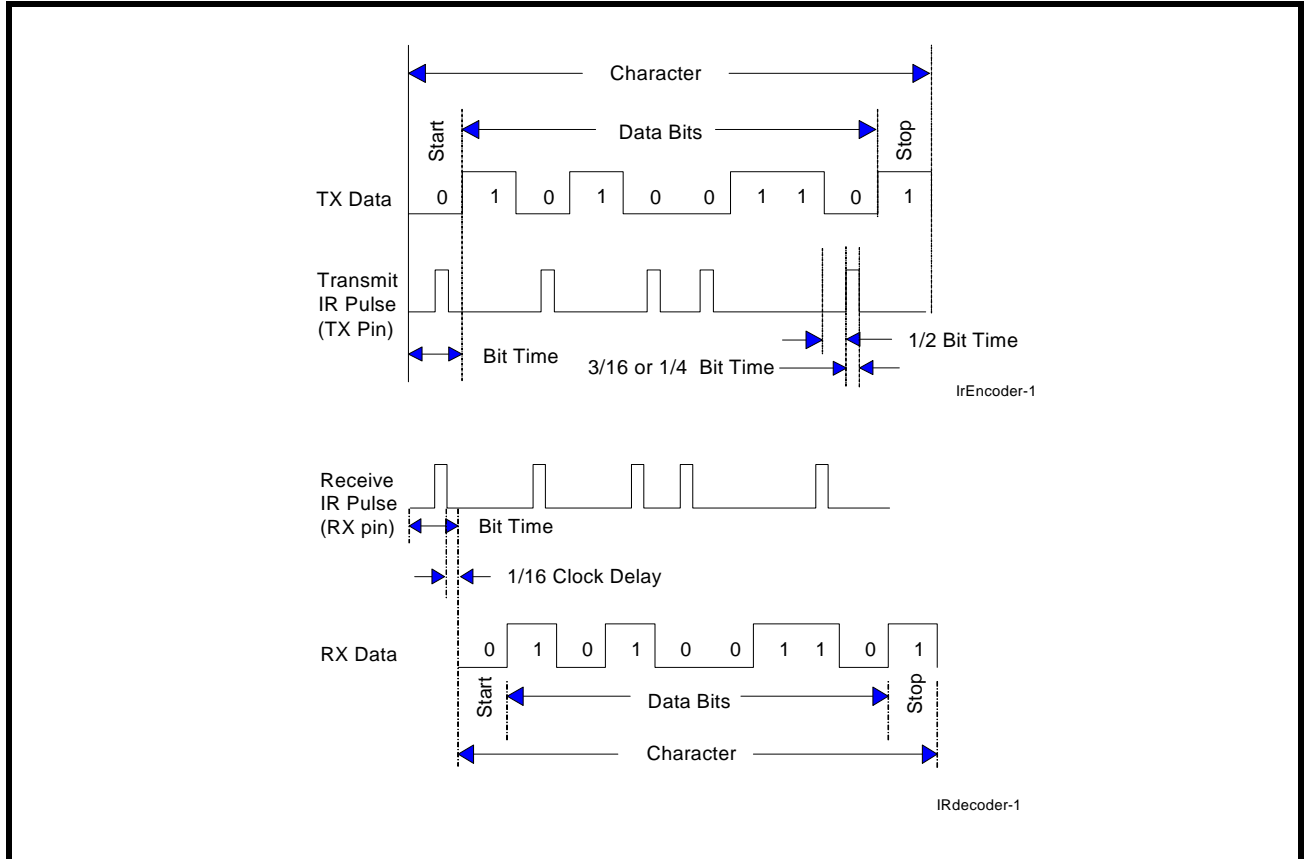 Character
Start
Data Bits
Stop
TX Data
0 1 0 1 0 0 1 1 0 1
Transmit
IR Pulse
(TX Pin)
Bit Time
1/2 Bit Time
3/16 or 1/4 Bit Time
IrEncoder-1
Receive
IR Pulse
(RX pin)
Bit Time
1/16 Clock Delay
RX Data
0 1 0 1 0 0 1 1 0 1
Start
Data Bits
Stop
Character
IRdecoder-1